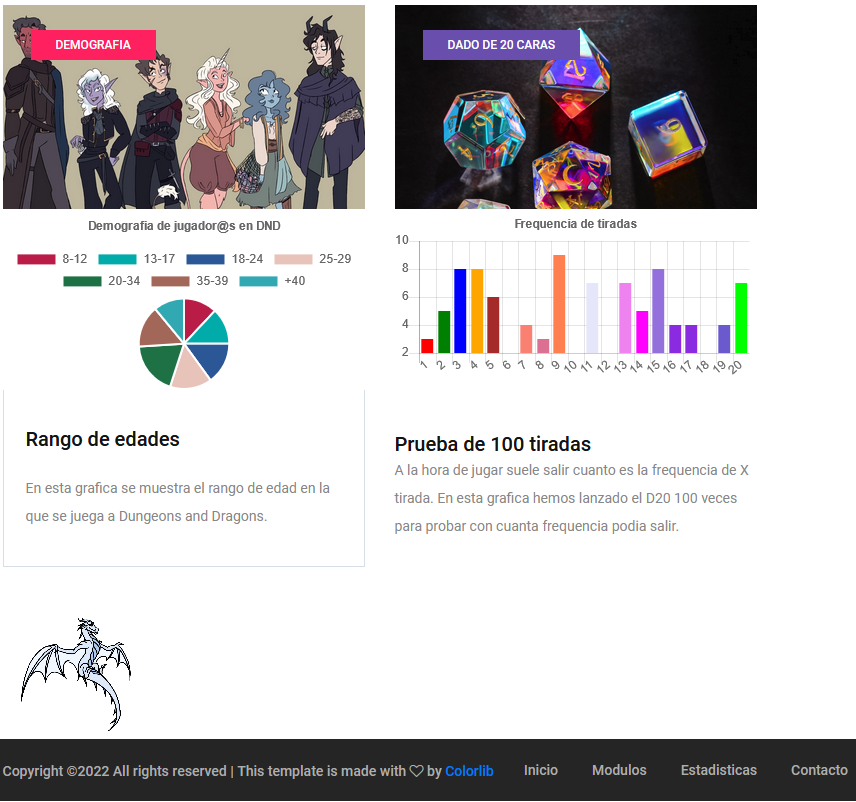 DEMOGRAFIA
Demografia de jugador@s en DND
8-12 13-17 18-24 25-29
20-34 35-39 +40
Rango de edades
En esta grafica se muestra el rango de edad en la
que se juega a Dungeons and Dragons.
DADO DE 20 CARAS
Frequencia de tiradas
10
8
6
4
2
1 2 3 4 5 6 7 8 9 10 11 12 13 14 15 16 17 18 19 20
Prueba de 100 tiradas
A la hora de jugar suele salir cuanto es la frequencia de X
tirada. En esta grafica hemos lanzado el D20 100 veces
para probar con cuanta frequencia podia salir.
Copyright ©2022 All rights reserved | This template is made with ♡ by Colorlib Inicio Modulos Estadisticas Contacto